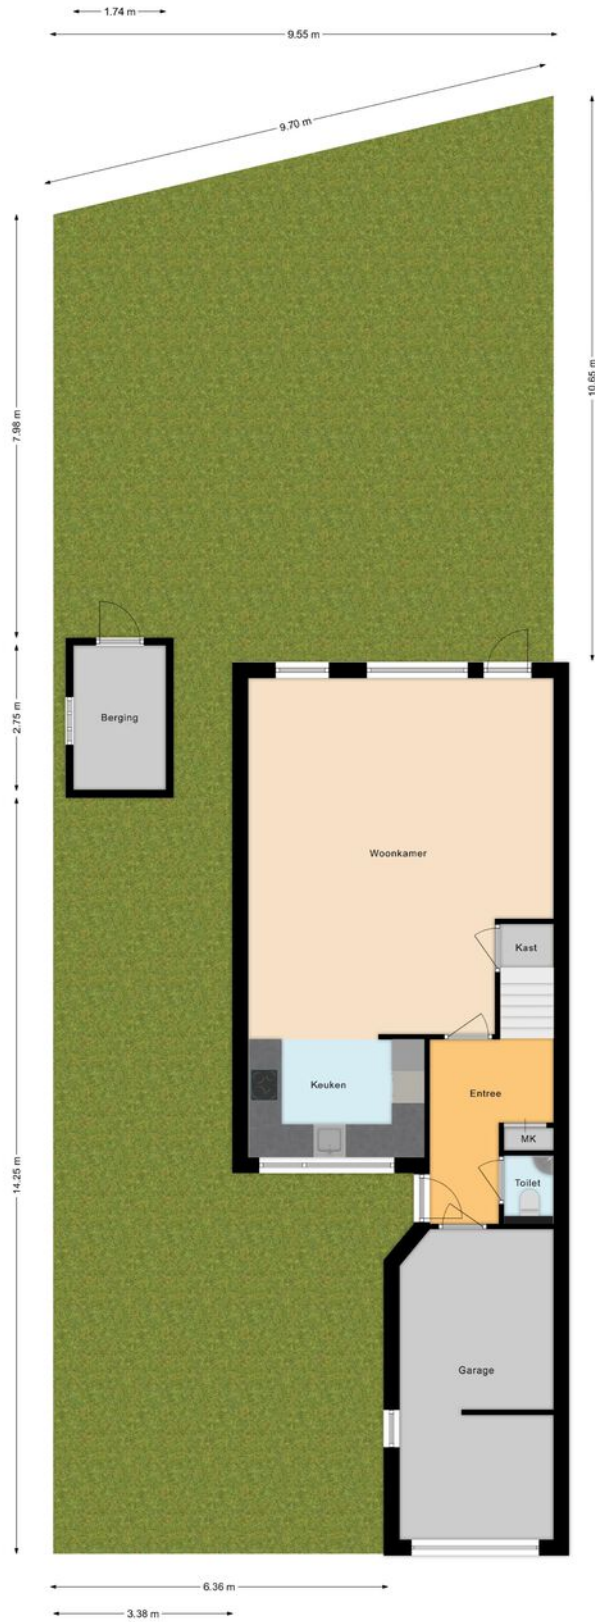 1.74 m
9.55 m
9.70 m
10.65 m
7.98 m
2.75 m
Berging
Woonkamer
Kast
Keuken
Entree
MK
Toilet
14.25 m
Garage
6.36 m
3.38 m